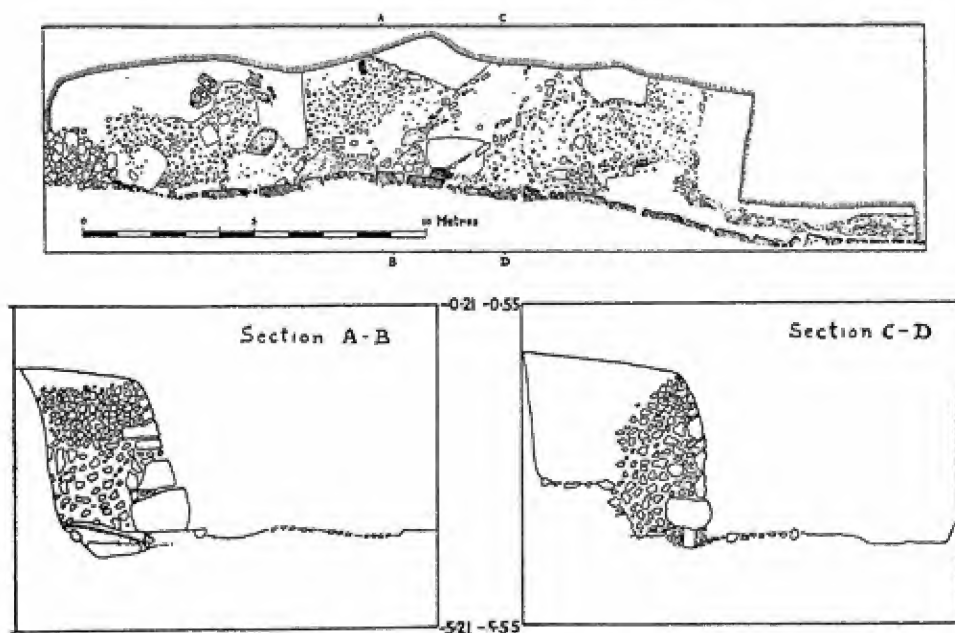 A C
0 5 10 Metres
B D
-0·21 -0·55
Section A-B
Section C-D
-5·21 -5·55